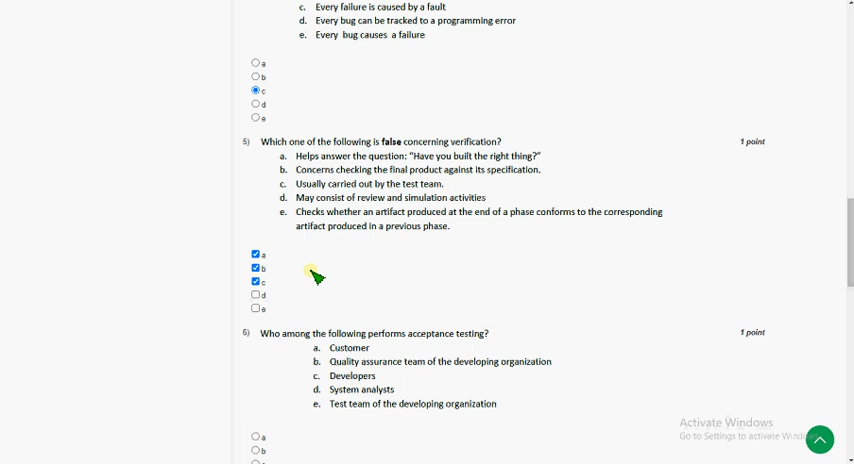 c. Every failure is caused by a fault
d. Every bug can be tracked to a programming error
e. Every bug causes a failure
a
b
c
d
e
5) Which one of the following is false concerning verification? 1 point
a. Helps answer the question: “Have you built the right thing?”
b. Concerns checking the final product against its specification.
c. Usually carried out by the test team.
d. May consist of review and simulation activities
e. Checks whether an artifact produced at the end of a phase conforms to the corresponding
artifact produced in a previous phase.
a
b
c
d
e
6) Who among the following performs acceptance testing? 1 point
a. Customer
b. Quality assurance team of the developing organization
c. Developers
d. System analysts
e. Test team of the developing organization
a
b
Activate Windows
Go to Settings to activate